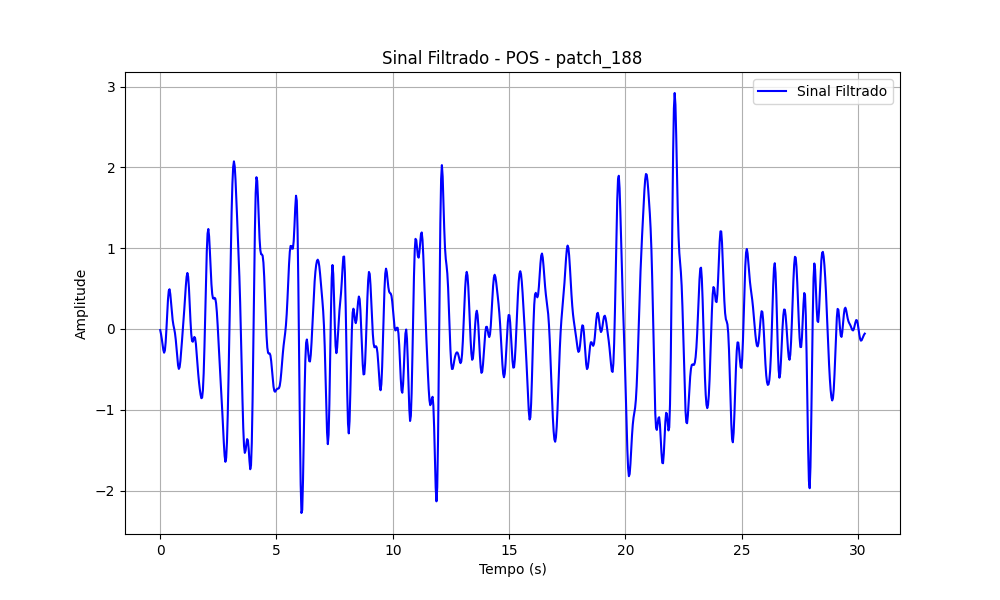 Sinal Filtrado - POS - patch_188
Sinal Filtrado
3
2
1
0
−1
−2
Amplitude
0 5 10 15 20 25 30
Tempo (s)